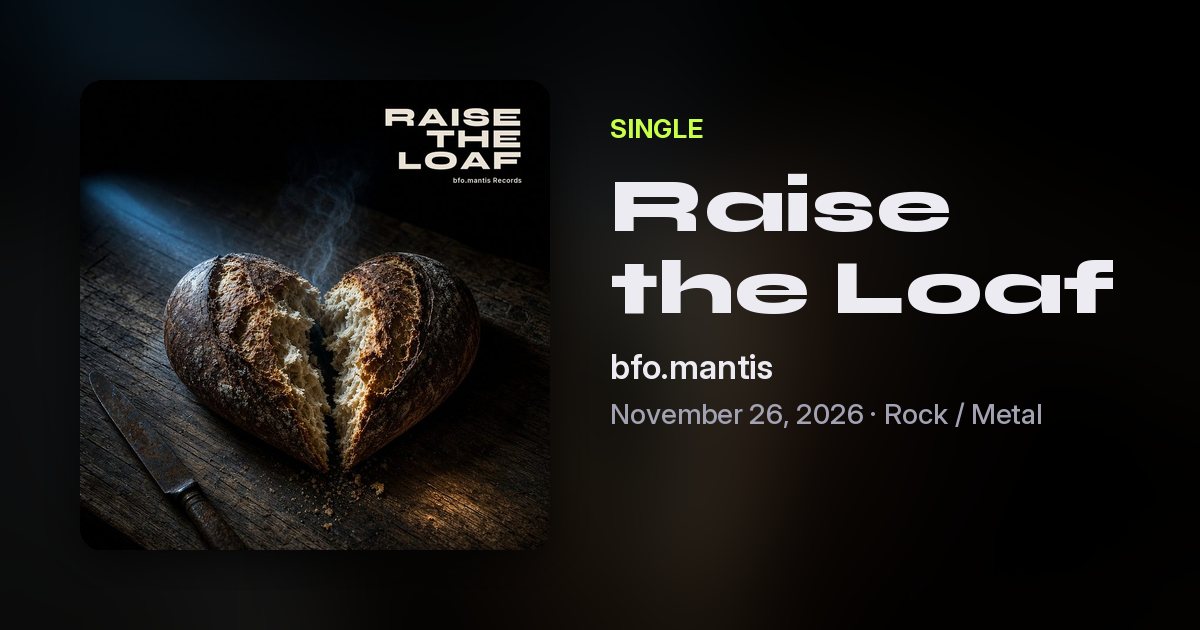 RAISE
THE
LOAF
bfo.mantis Records
SINGLE
Raise
the Loaf
bfo.mantis
November 26, 2026 · Rock / Metal